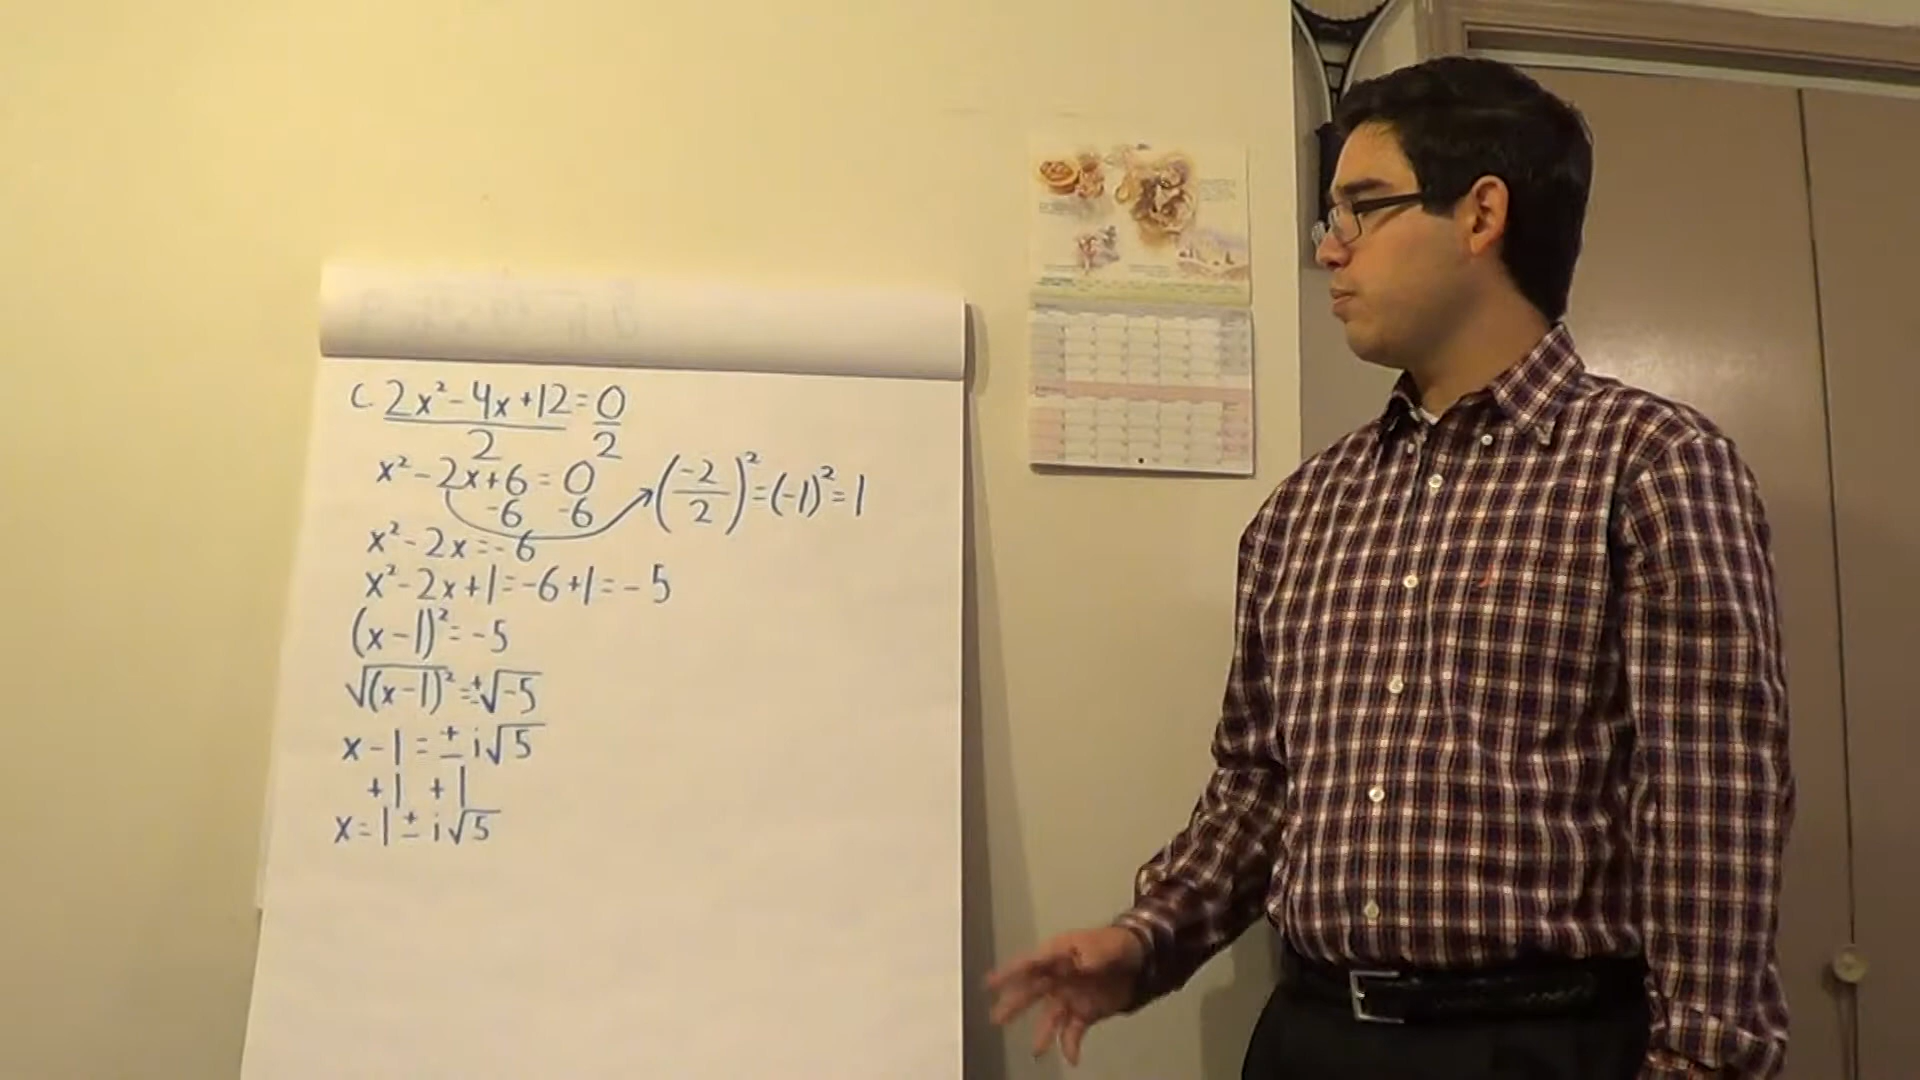 C. 2x² - 4x + 12 = 0
2 2
x² - 2x + 6 = 0
-6 -6
(-2/2)² = (-1)² = 1
x² - 2x = -6
x² - 2x + 1 = -6 + 1 = -5
(x - 1)² = -5
√(x - 1)² = ±√-5
x - 1 = ± i√5
+1 +1
x = 1 ± i√5